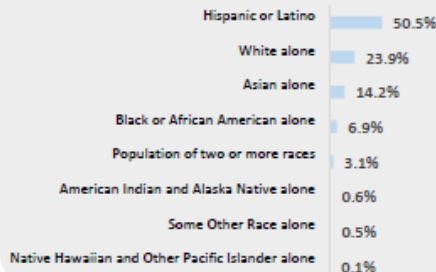 Hispanic or Latino 50.5%
White alone 23.9%
Asian alone 14.2%
Black or African American alone 6.9%
Population of two or more races 3.1%
American Indian and Alaska Native alone 0.6%
Some Other Race alone 0.5%
Native Hawaiian and Other Pacific Islander alone 0.1%